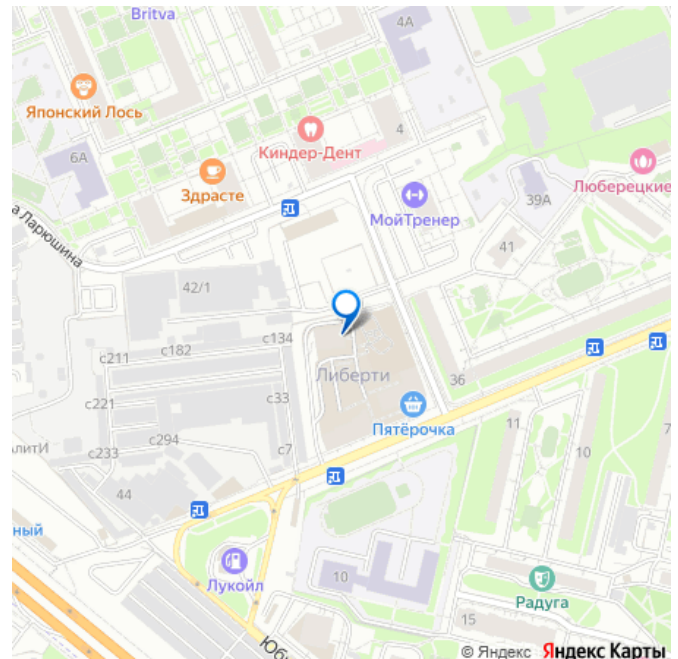 Britva
4А
Японский Лось
4
Киндер-Дент
6А
Здрасте
Люберецкие
39А
МойТренер
а Ларюшина
41
42/1
с134
с182
с211
Либерти
36
с33
с221
Пятёрочка
11
с294
с233
с7
10
7
44
ный
Лукойл
10
Радуга
15
© Яндекс Яндекс Карты